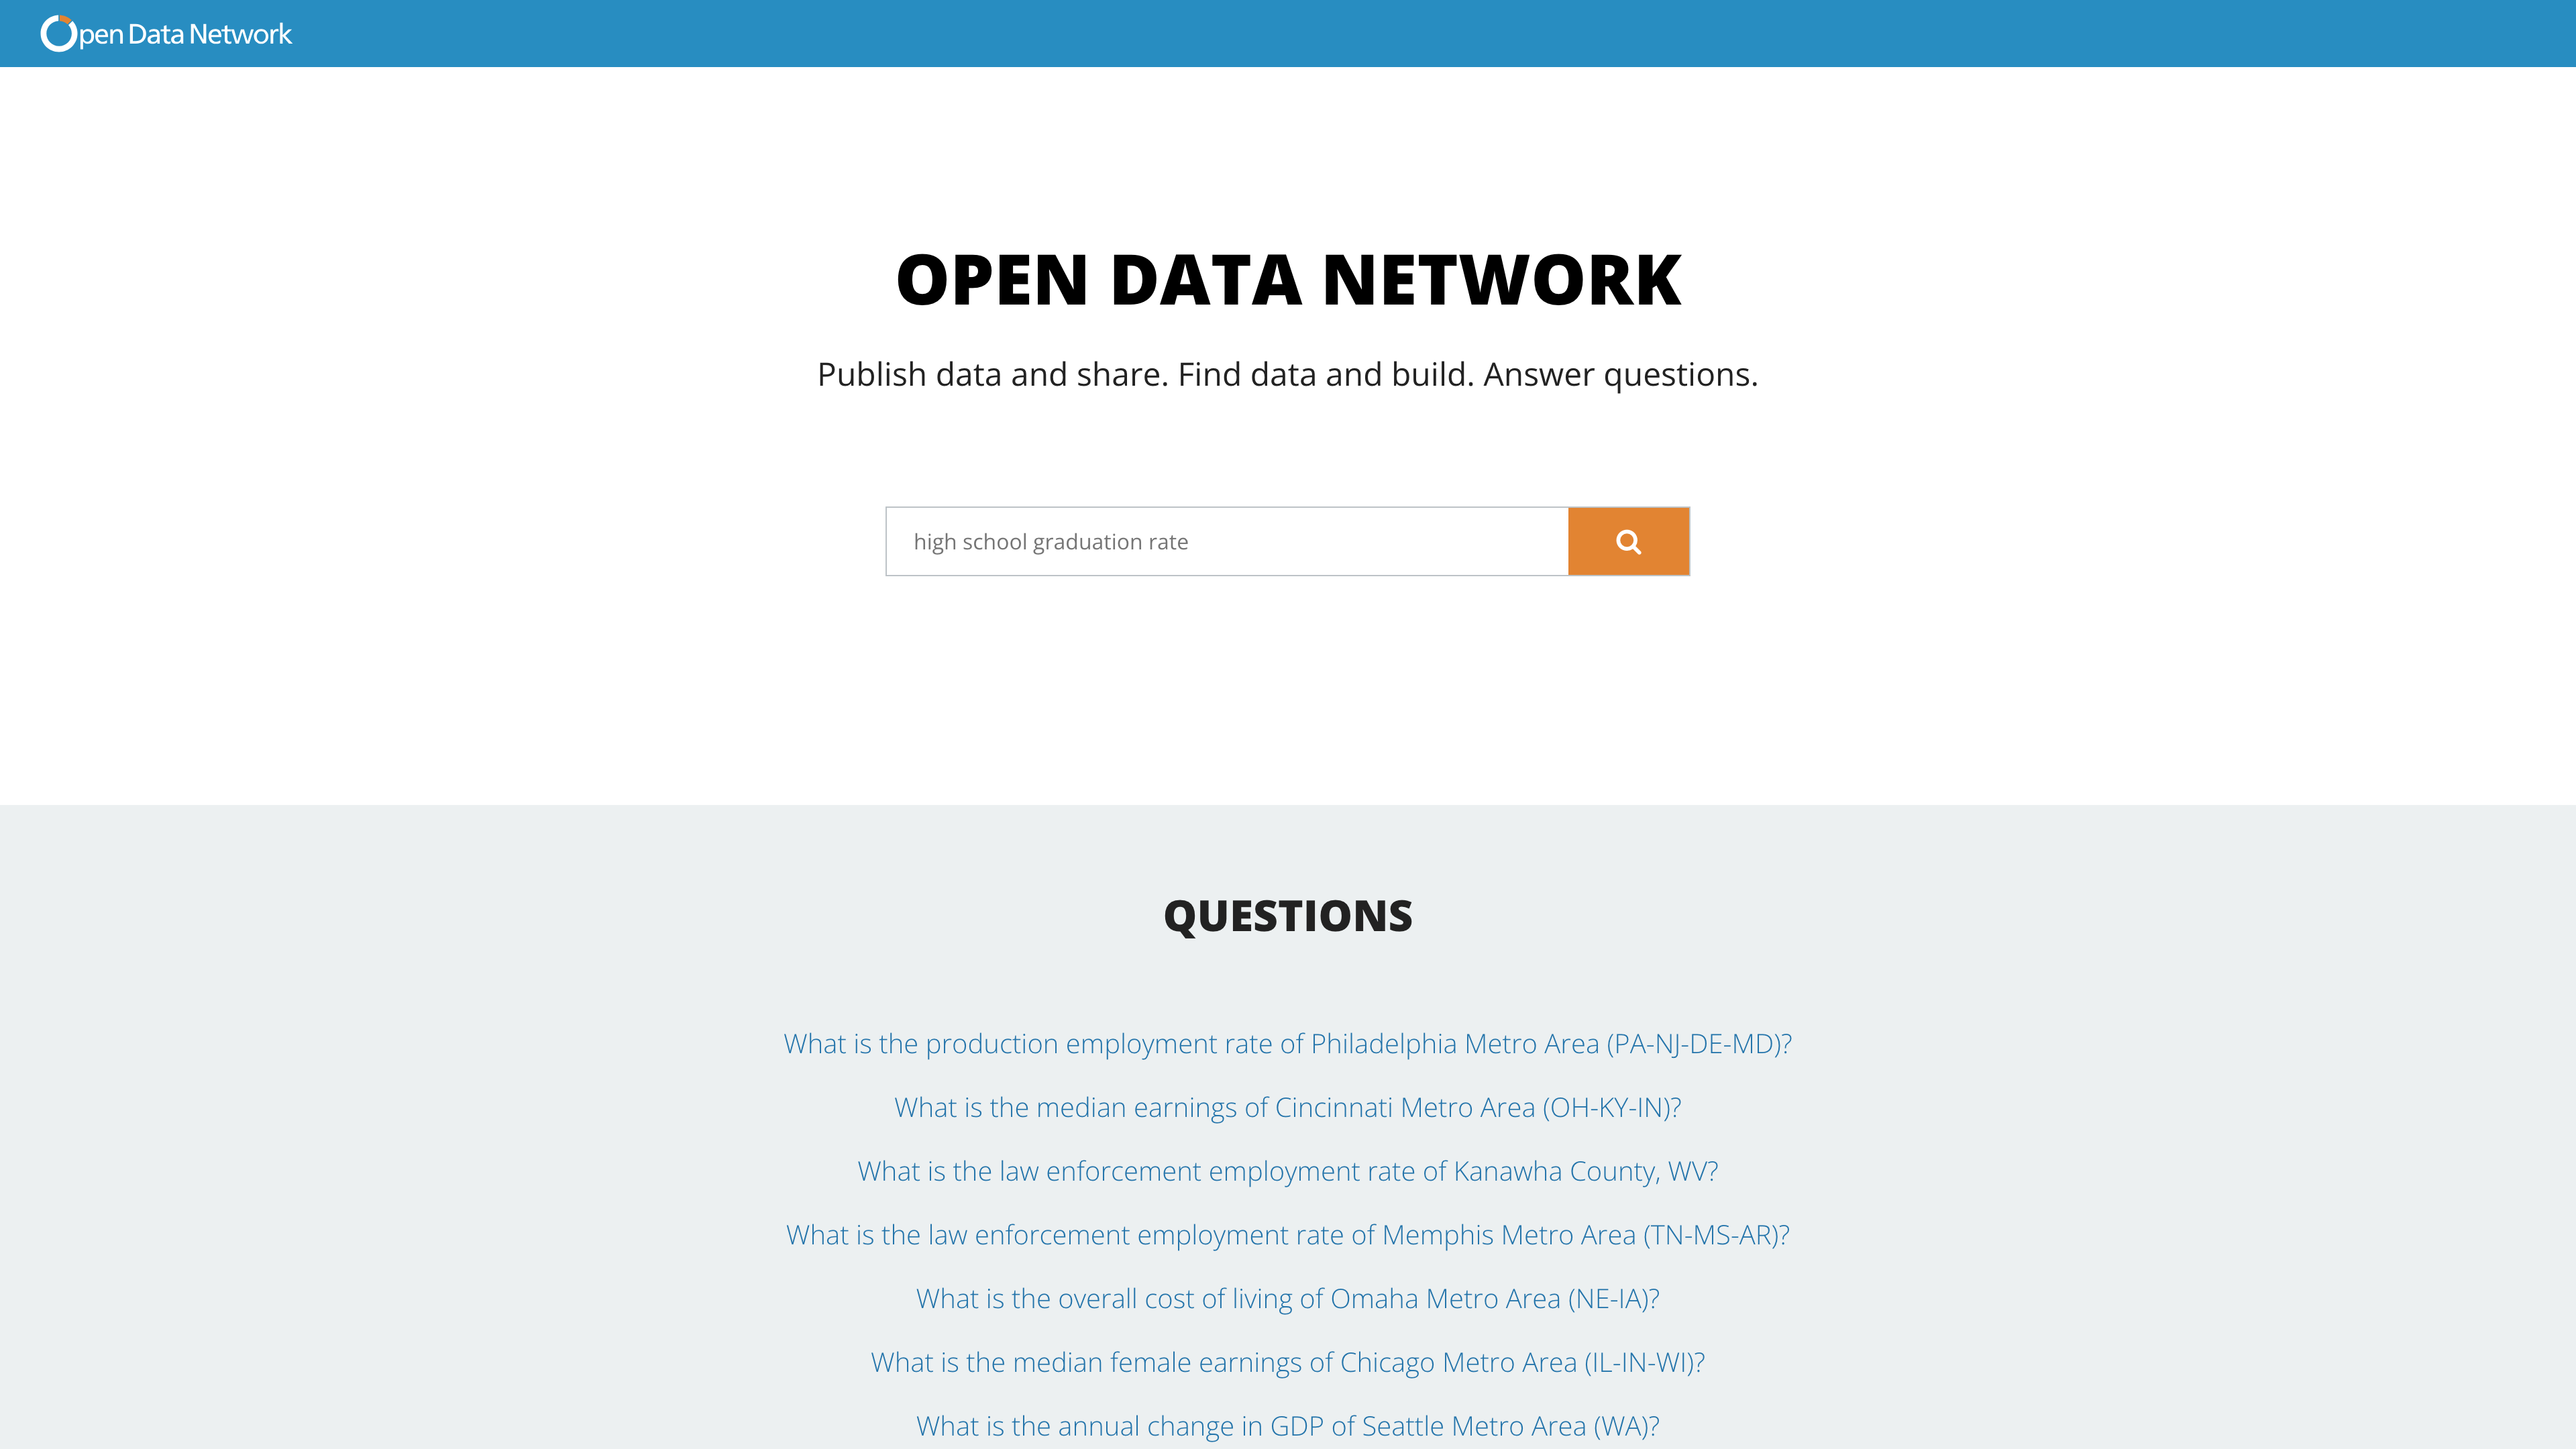 Open Data Network
OPEN DATA NETWORK
Publish data and share. Find data and build. Answer questions.
high school graduation rate
QUESTIONS
What is the production employment rate of Philadelphia Metro Area (PA-NJ-DE-MD)?
What is the median earnings of Cincinnati Metro Area (OH-KY-IN)?
What is the law enforcement employment rate of Kanawha County, WV?
What is the law enforcement employment rate of Memphis Metro Area (TN-MS-AR)?
What is the overall cost of living of Omaha Metro Area (NE-IA)?
What is the median female earnings of Chicago Metro Area (IL-IN-WI)?
What is the annual change in GDP of Seattle Metro Area (WA)?